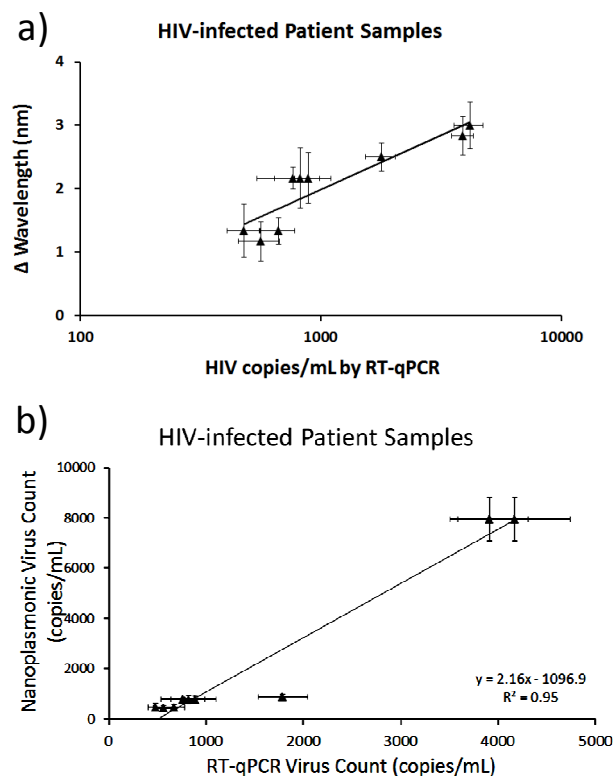 a)
HIV-infected Patient Samples
4
3
2
1
0
Δ Wavelength (nm)
100
1000
10000
HIV copies/mL by RT-qPCR
b)
HIV-infected Patient Samples
10000
8000
6000
4000
2000
0
Nanoplasmonic Virus Count
(copies/mL)
y = 2.16x - 1096.9
R² = 0.95
0
1000
2000
3000
4000
5000
RT-qPCR Virus Count (copies/mL)